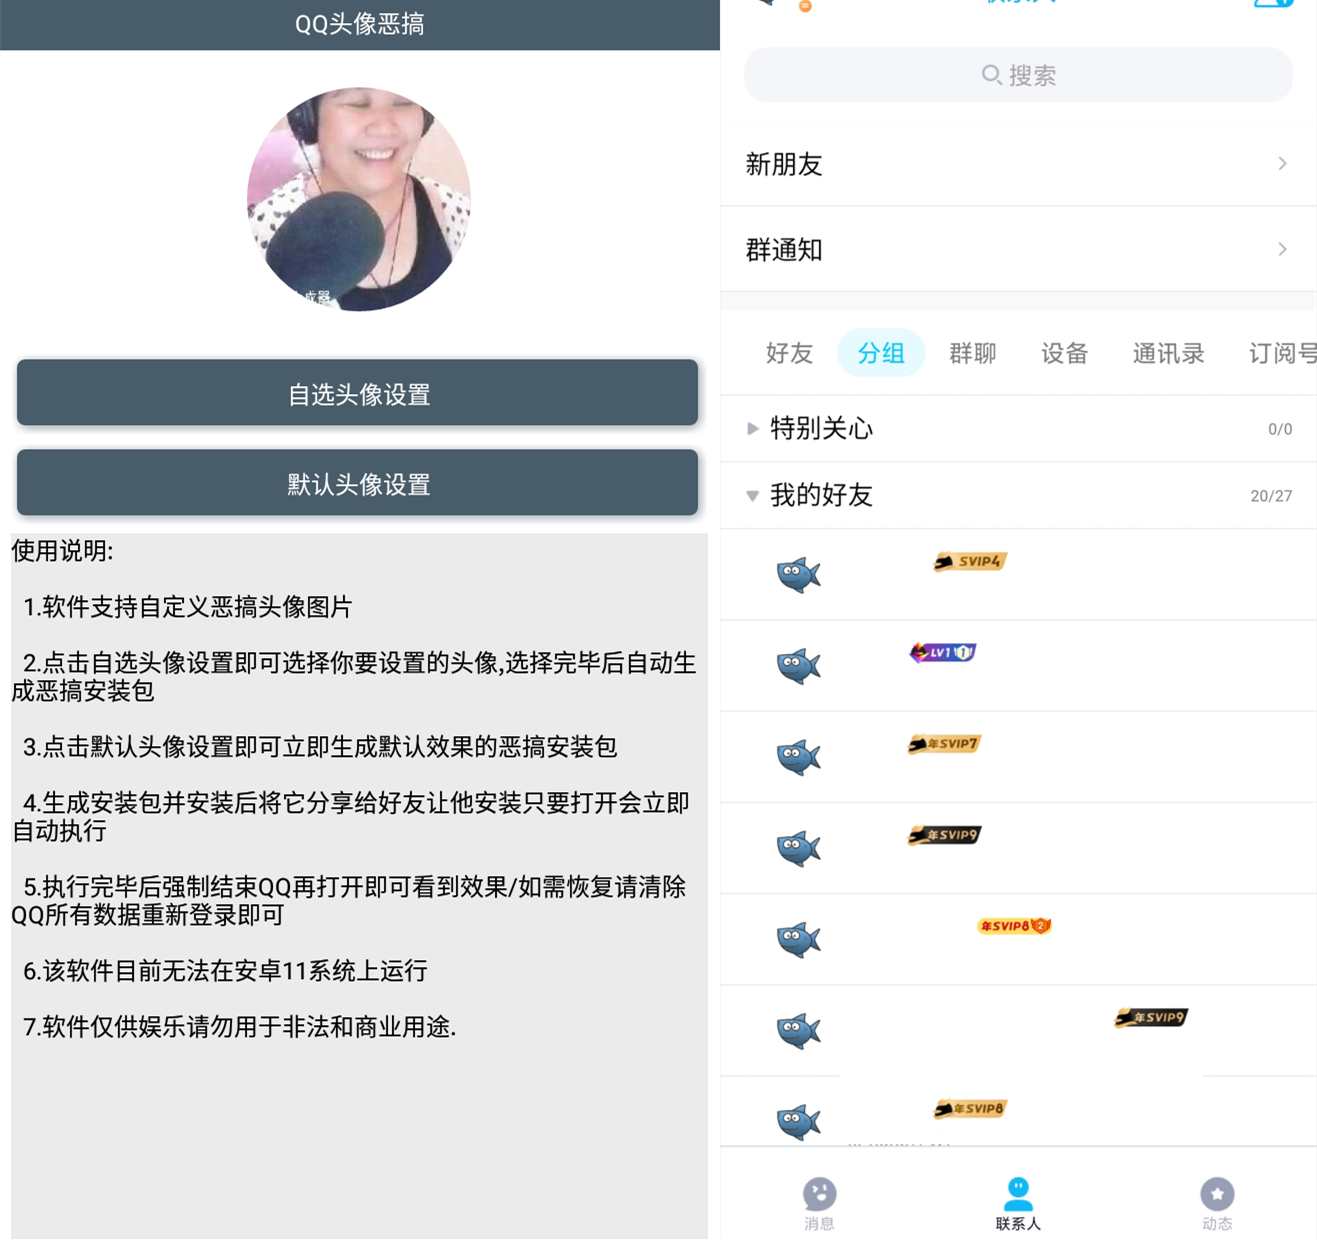 QQ头像恶搞
自选头像设置
默认头像设置
使用说明:
1.软件支持自定义恶搞头像图片
2.点击自选头像设置即可选择你要设置的头像,选择完毕后自动生
成恶搞安装包
3.点击默认头像设置即可立即生成默认效果的恶搞安装包
4.生成安装包并安装后将它分享给好友让他安装只要打开会立即
自动执行
5.执行完毕后强制结束QQ再打开即可看到效果/如需恢复请清除
QQ所有数据重新登录即可
6.该软件目前无法在安卓11系统上运行
7.软件仅供娱乐请勿用于非法和商业用途.
搜索
新朋友
群通知
好友 分组 群聊 设备 通讯录 订阅号
特别关心 0/0
我的好友 20/27
SVIP4
LV1 1
年SVIP7
年SVIP9
年SVIP8 2
年SVIP9
年SVIP8
消息 联系人 动态